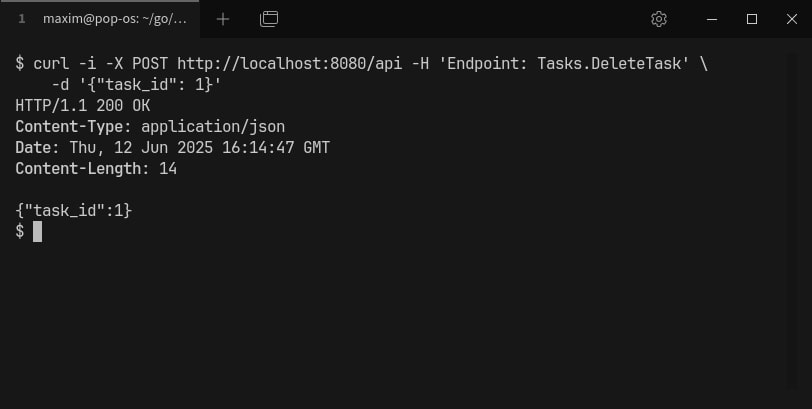 1 maxim@pop-os: ~/go/...
$ curl -i -X POST http://localhost:8080/api -H 'Endpoint: Tasks.DeleteTask' \
    -d '{"task_id": 1}'
HTTP/1.1 200 OK
Content-Type: application/json
Date: Thu, 12 Jun 2025 16:14:47 GMT
Content-Length: 14

{"task_id":1}
$